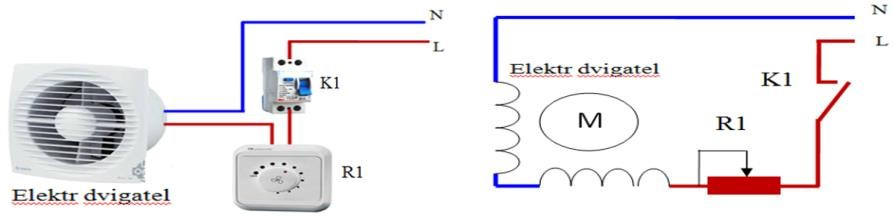 N
L
K1
R1
Elektr dvigatel
N
L
Elektr dvigatel
K1
M
R1